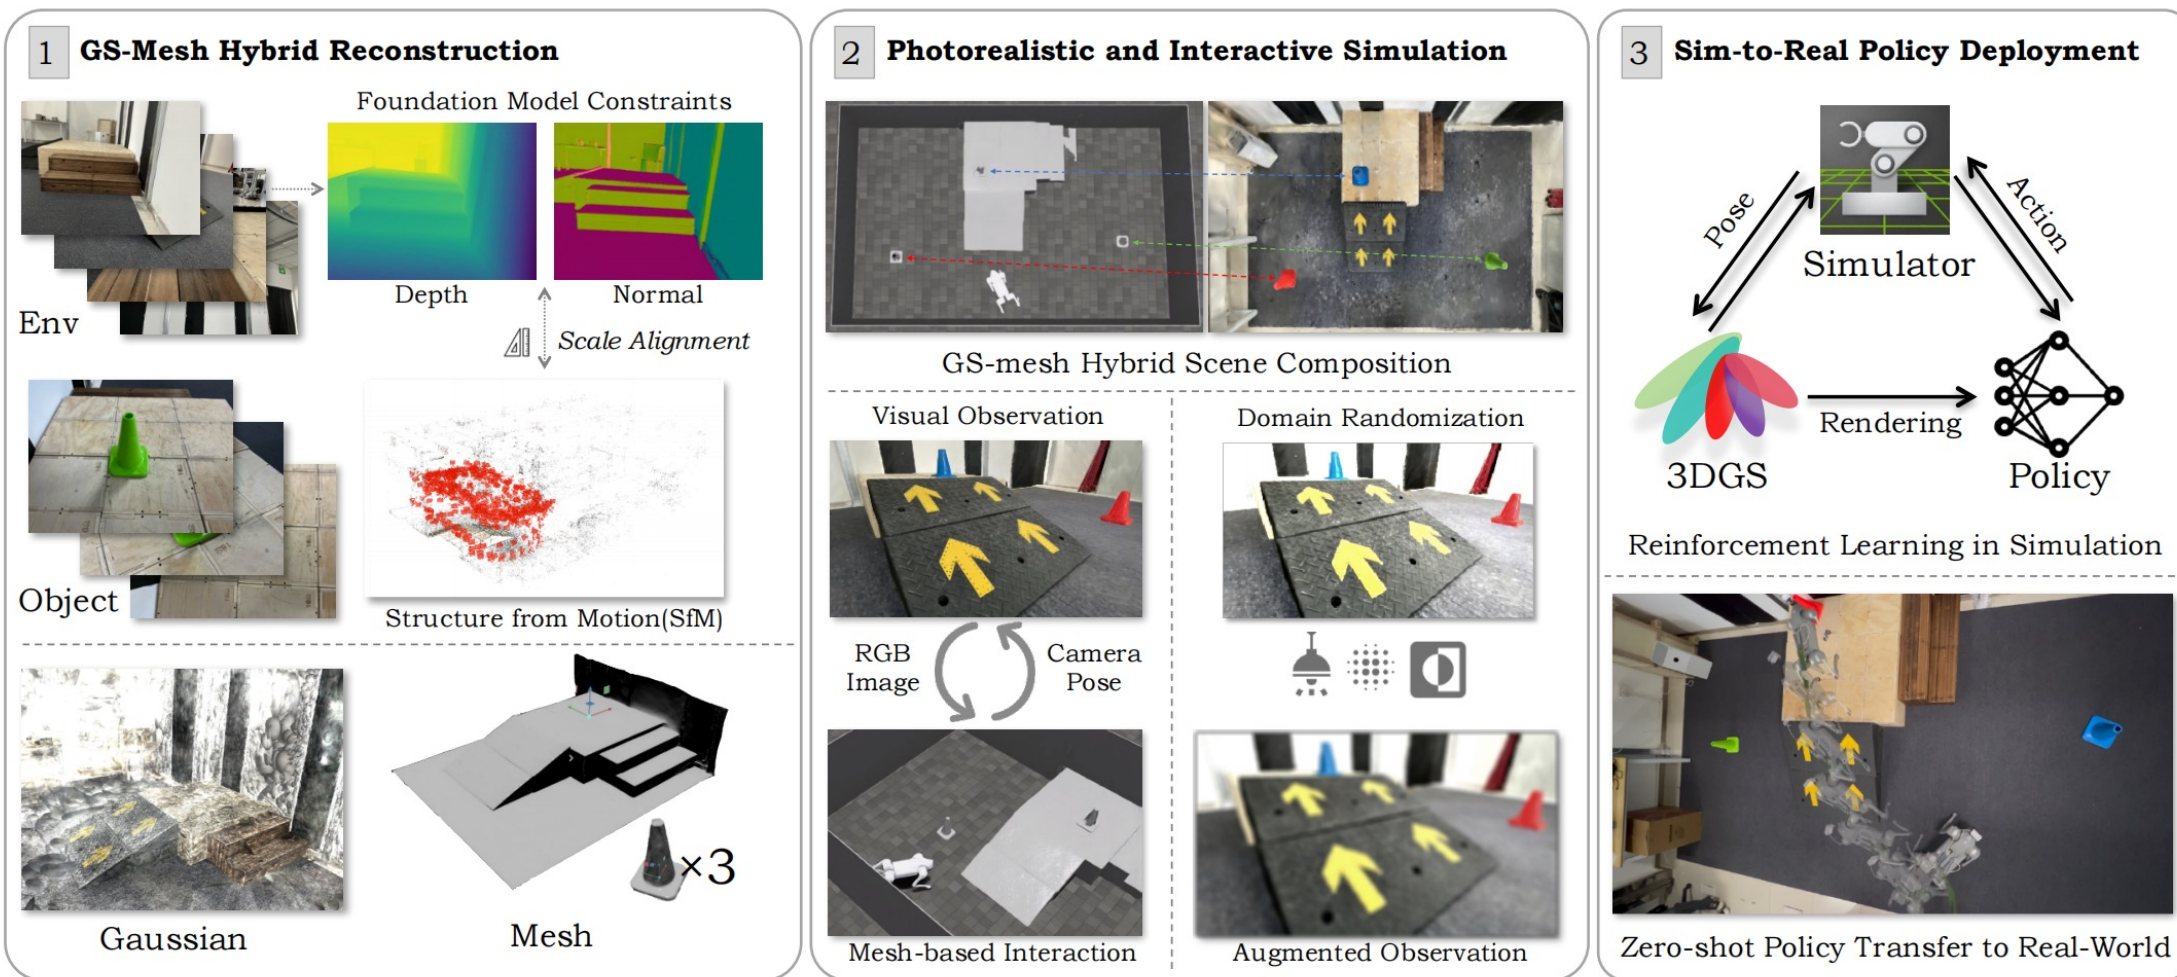 1 GS-Mesh Hybrid Reconstruction
Foundation Model Constraints
Depth
Normal
Env
Scale Alignment
Object
Structure from Motion(SfM)
Gaussian
Mesh
×3
2 Photorealistic and Interactive Simulation
GS-mesh Hybrid Scene Composition
Visual Observation
Domain Randomization
RGB
Image
Camera
Pose
Mesh-based Interaction
Augmented Observation
3 Sim-to-Real Policy Deployment
Pose
Action
Simulator
Rendering
3DGS
Policy
Reinforcement Learning in Simulation
Zero-shot Policy Transfer to Real-World